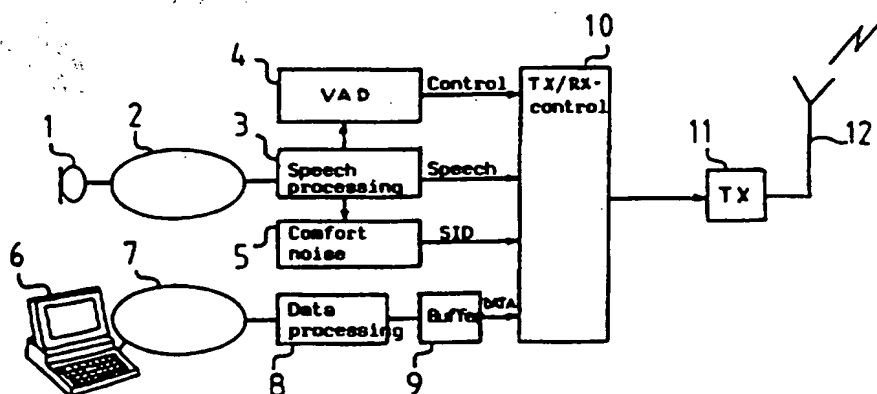 10
4
VAD
Control
TX/RX-
control
1
2
3
Speech
processing
Speech
11
TX
12
5
Comfort
noise
SID
6
7
Data
processing
8
Buffer
9
DATA